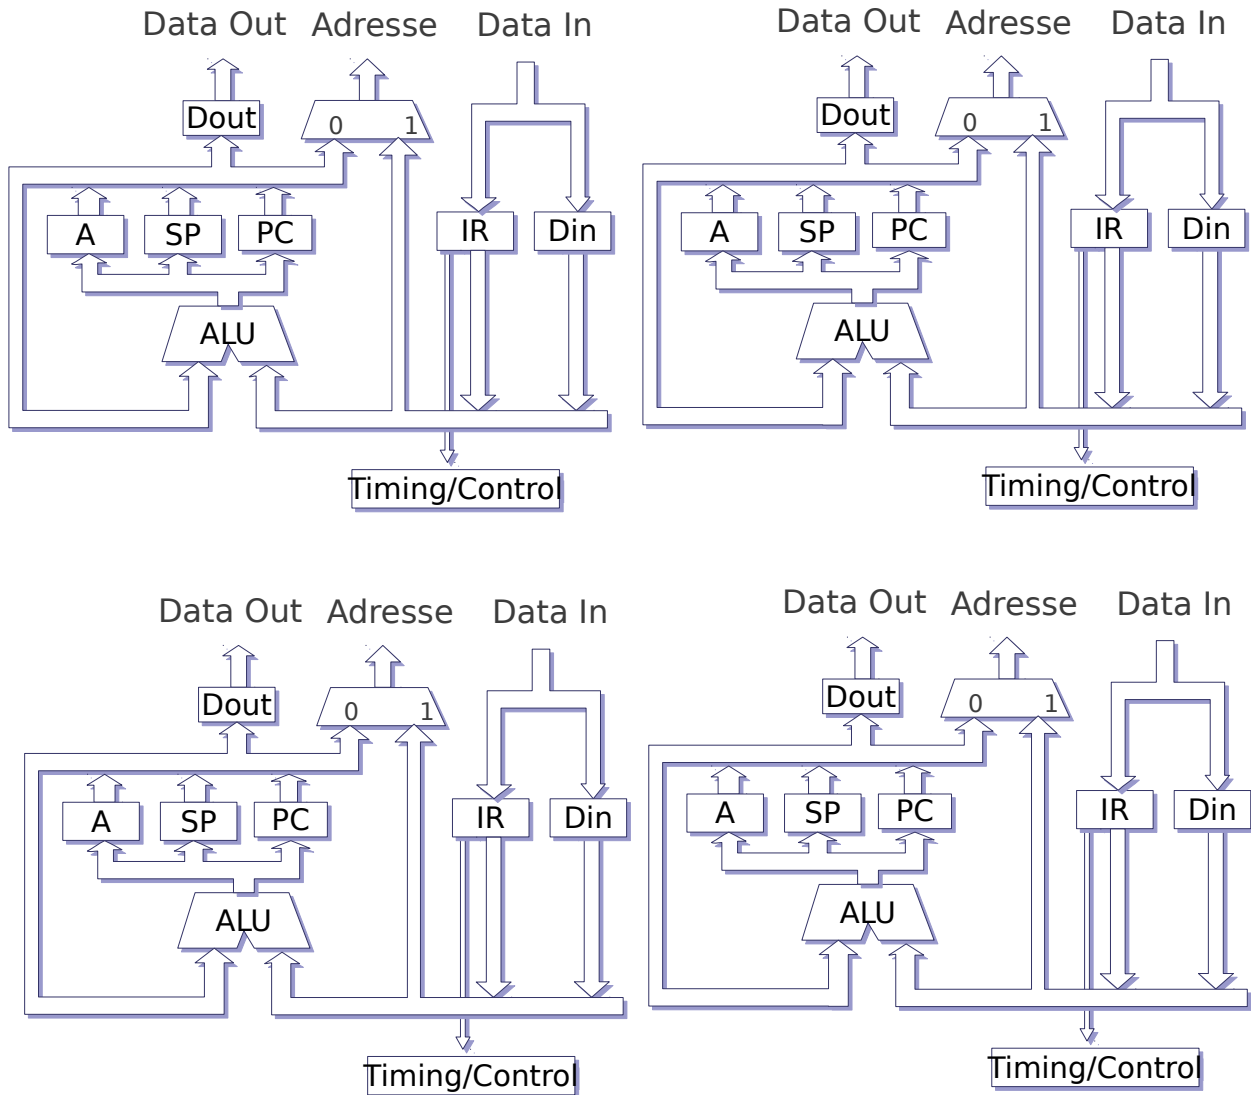 Data Out Adresse Data In
Dout
0 1
A SP PC IR Din
ALU
Timing/Control
Data Out Adresse Data In
Dout
0 1
A SP PC IR Din
ALU
Timing/Control
Data Out Adresse Data In
Dout
0 1
A SP PC IR Din
ALU
Timing/Control
Data Out Adresse Data In
Dout
0 1
A SP PC IR Din
ALU
Timing/Control